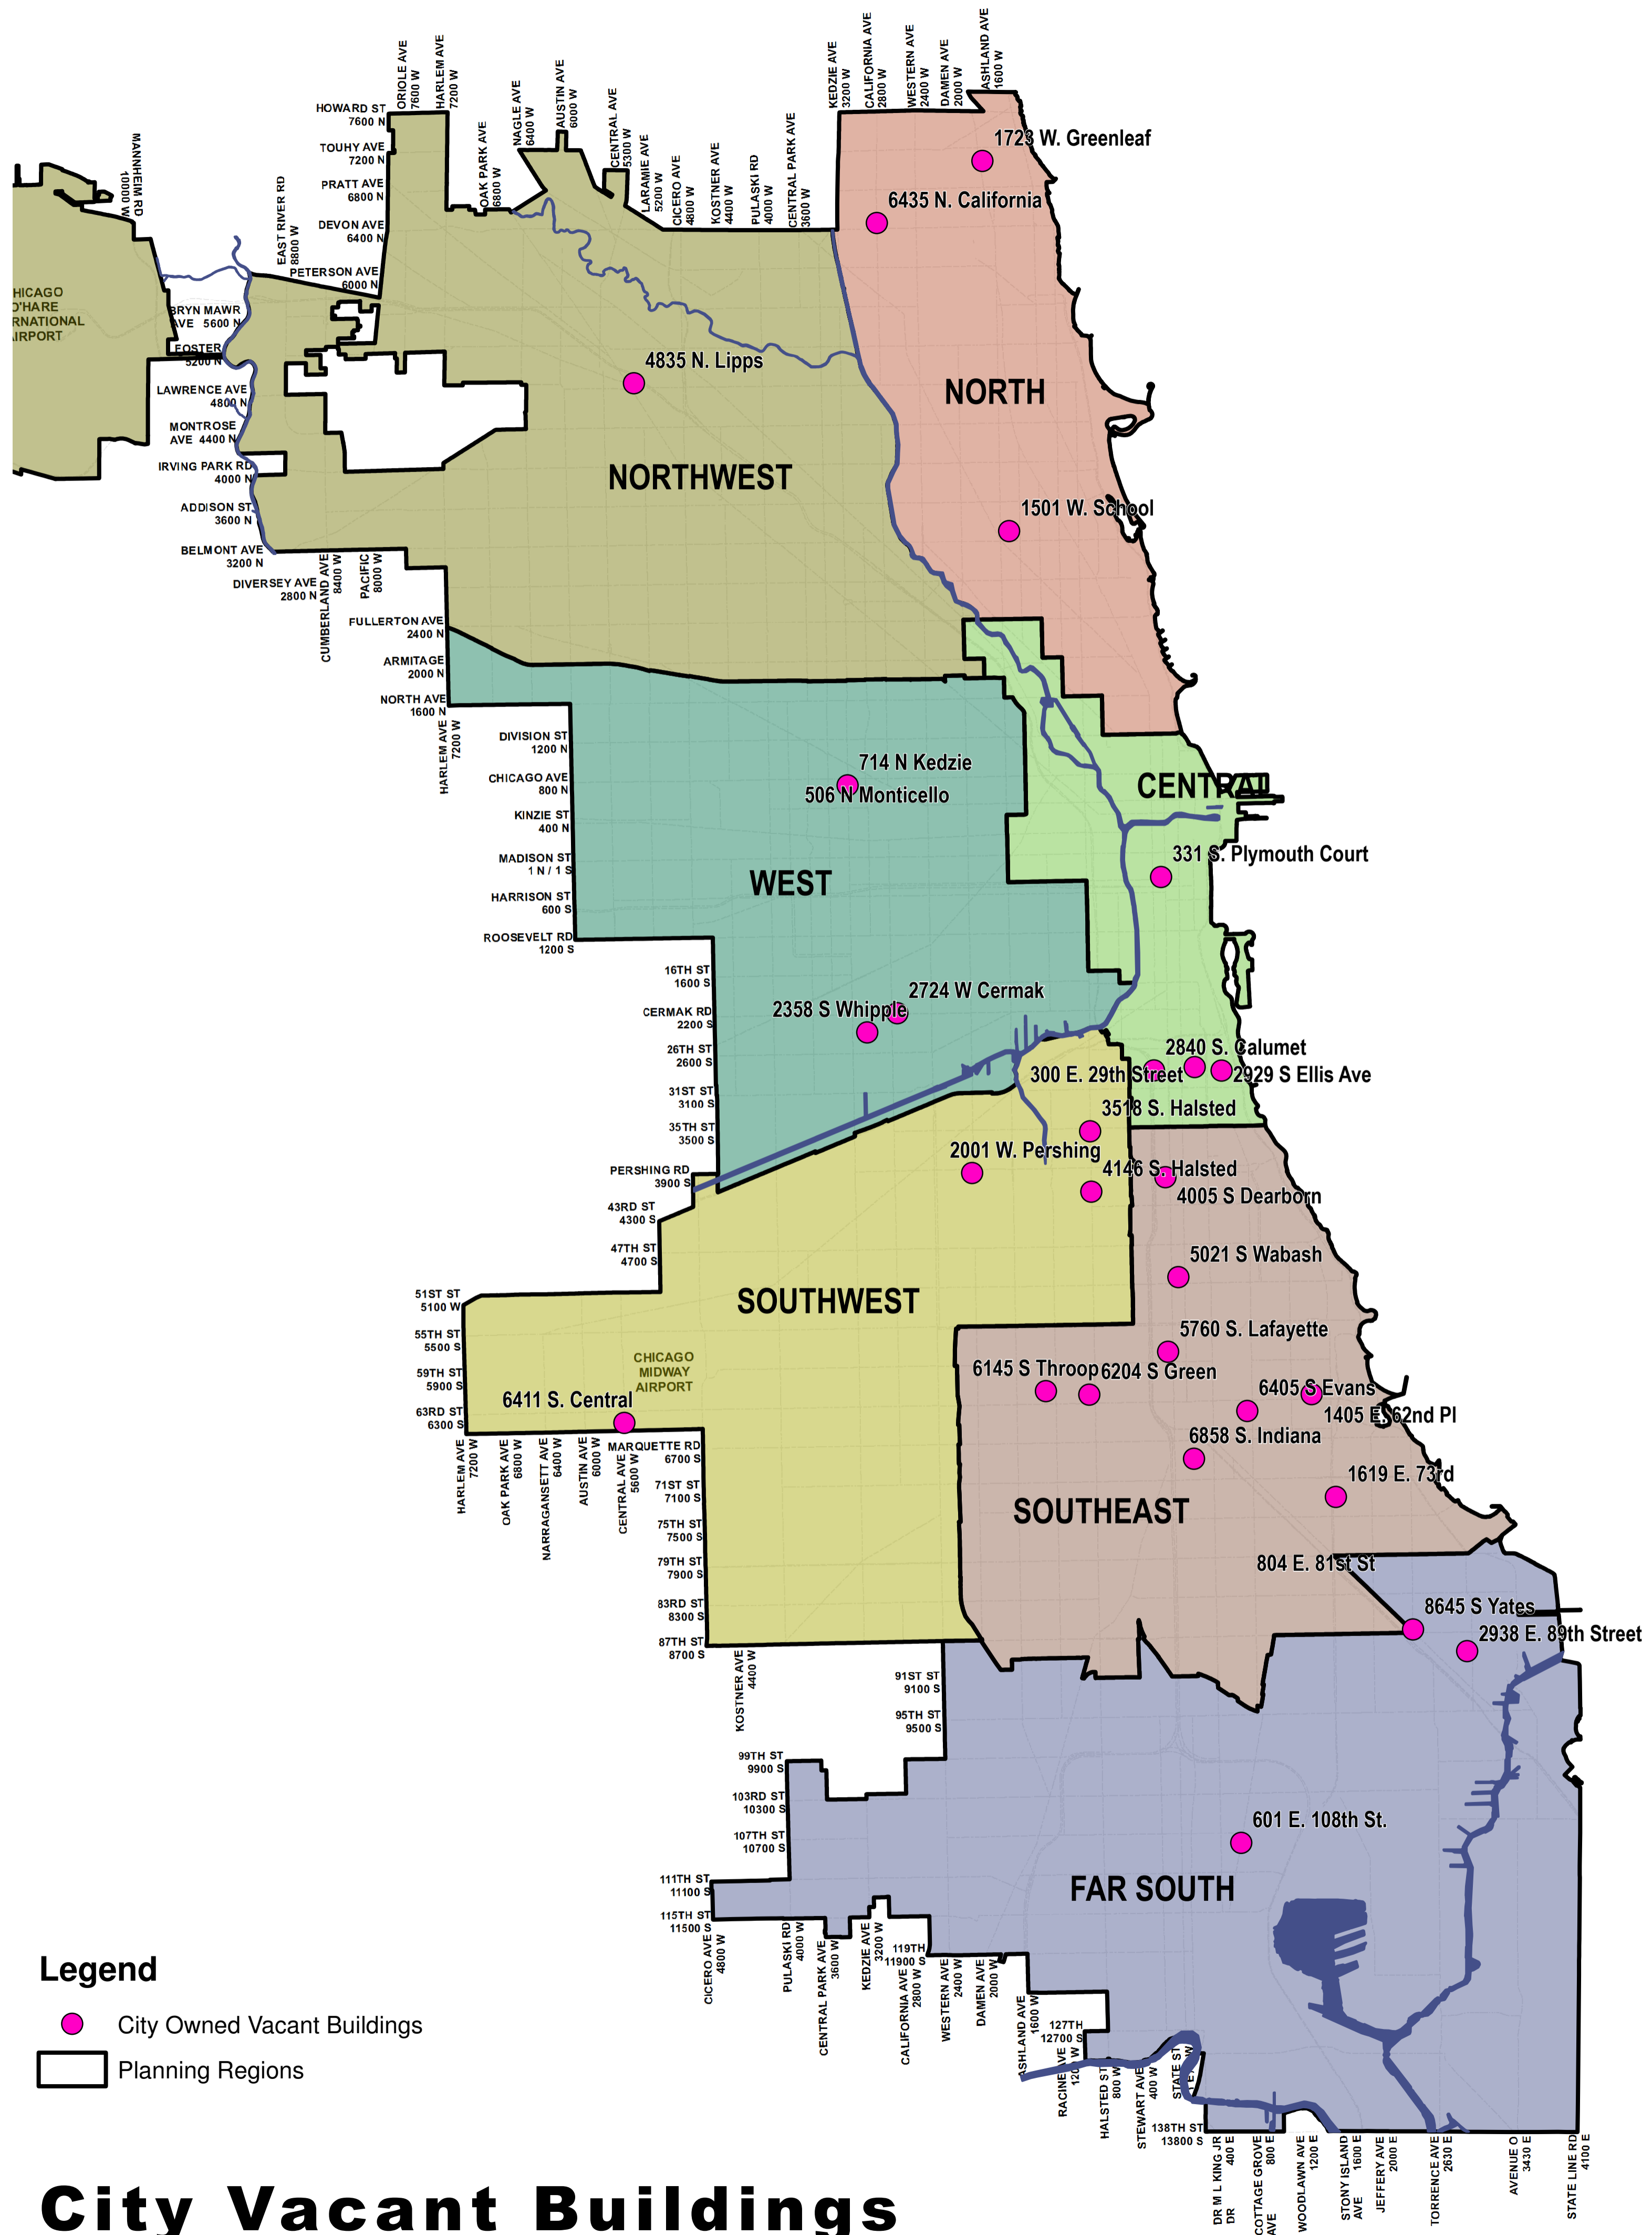 ORIOLE AVE
7600 W
HARLEM AVE
7200 W
OAK PARK AVE
6800 W
NAGLE AVE
6400 W
AUSTIN AVE
6000 W
CENTRAL AVE
5300 W
LARAMIE AVE
5200 W
CICERO AVE
4800 W
KOSTNER AVE
4400 W
PULASKI RD
4000 W
CENTRAL PARK AVE
3600 W
KEDZIE AVE
3200 W
CALIFORNIA AVE
2800 W
WESTERN AVE
2400 W
DAMEN AVE
2000 W
ASHLAND AVE
1600 W
HOWARD ST
7600 N
TOUHY AVE
7200 N
PRATT AVE
6800 N
DEVON AVE
6400 N
PETERSON AVE
6000 N
MANNHEIM RD
10000 W
EAST RIVER RD
8800 W
HICAGO
O'HARE
RNATIONAL
AIRPORT
BRYN MAWR
AVE 5600 N
FOSTER
5200 N
LAWRENCE AVE
4800 N
MONTROSE
AVE 4400 N
IRVING PARK RD
4000 N
ADDISON ST
3600 N
BELMONT AVE
3200 N
DIVERSEY AVE
2800 N
CUMBERLAND AVE
8400 W
PACIFIC
8000 W
FULLERTON AVE
2400 N
ARMITAGE
2000 N
NORTH AVE
1600 N
HARLEM AVE
7200 W
1723 W. Greenleaf
6435 N. California
4835 N. Lipps
NORTH
NORTHWEST
1501 W. School
DIVISION ST
1200 N
CHICAGO AVE
800 N
KINZIE ST
400 N
MADISON ST
1 N / 1 S
HARRISON ST
600 S
ROOSEVELT RD
1200 S
714 N Kedzie
506 N Monticello
CENTRAL
331 S. Plymouth Court
WEST
16TH ST
1600 S
CERMAK RD
2200 S
26TH ST
2600 S
31ST ST
3100 S
35TH ST
3500 S
PERSHING RD
3900 S
43RD ST
4300 S
47TH ST
4700 S
2724 W Cermak
2358 S Whipple
2840 S. Calumet
300 E. 29th Street
2929 S Ellis Ave
3518 S. Halsted
2001 W. Pershing
4146 S. Halsted
4005 S Dearborn
5021 S Wabash
51ST ST
5100 W
55TH ST
5500 S
59TH ST
5900 S
63RD ST
6300 S
SOUTHWEST
CHICAGO
MIDWAY
AIRPORT
6411 S. Central
5760 S. Lafayette
6145 S Throop
6204 S Green
6405 S Evans
1405 E. 62nd Pl
6858 S. Indiana
1619 E. 73rd
SOUTHEAST
804 E. 81st St
8645 S Yates
2938 E. 89th Street
HARLEM AVE
7200 W
OAK PARK AVE
6800 W
NARRAGANSETT AVE
6400 W
AUSTIN AVE
6000 W
CENTRAL AVE
5600 W
MARQUETTE RD
6700 S
71ST ST
7100 S
75TH ST
7500 S
79TH ST
7900 S
83RD ST
8300 S
87TH ST
8700 S
KOSTNER AVE
4400 W
91ST ST
9100 S
95TH ST
9500 S
99TH ST
9900 S
103RD ST
10300 S
107TH ST
10700 S
111TH ST
11100 S
115TH ST
11500 S
601 E. 108th St.
FAR SOUTH
CICERO AVE
4800 W
PULASKI RD
4000 W
CENTRAL PARK AVE
3600 W
KEDZIE AVE
3200 W
119TH
11900 S
CALIFORNIA AVE
2800 W
WESTERN AVE
2400 W
DAMEN AVE
2000 W
ASHLAND AVE
1600 W
127TH
12700 S
RACINE AVE
1200 W
HALSTED ST
800 W
STEWART AVE
400 W
STATE ST
138TH ST
13800 S
DR M L KING JR
DR 400 E
COTTAGE GROVE
AVE 800 E
WOODLAWN AVE
1200 E
STONY ISLAND
AVE 1600 E
JEFFERY AVE
2000 E
TORRENCE AVE
2630 E
AVENUE O
3430 E
STATE LINE RD
4100 E
Legend
City Owned Vacant Buildings
Planning Regions
City Vacant Buildings